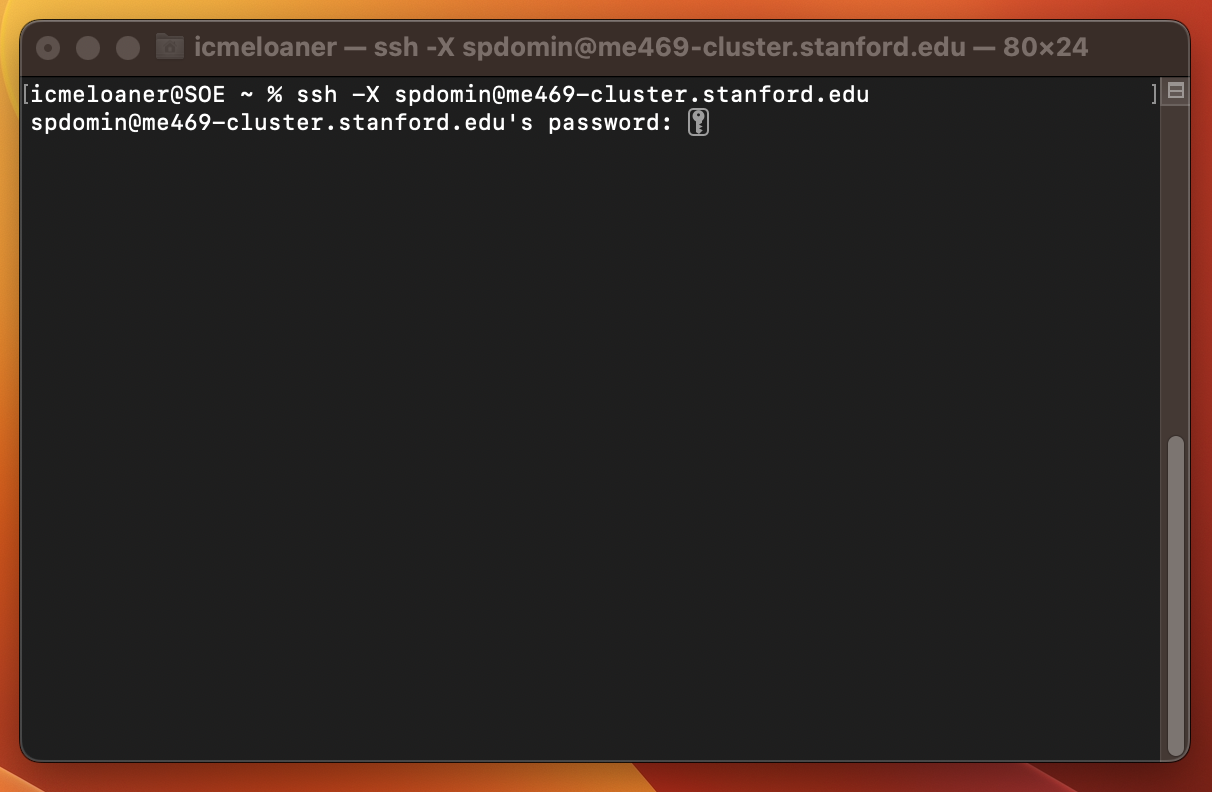 icmeloaner — ssh -X spdomin@me469-cluster.stanford.edu — 80×24
[icmeloaner@SOE ~ % ssh -X spdomin@me469-cluster.stanford.edu ]
spdomin@me469-cluster.stanford.edu's password: